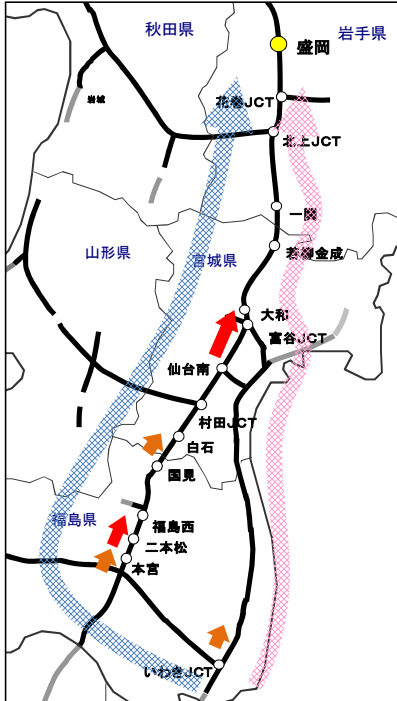 秋田県
岩手県
盛岡
岩城
花巻JCT
北上JCT
一関
若柳金成
山形県
宮城県
大和
富谷JCT
仙台南
村田JCT
白石
国見
福島県
福島西
二本松
本宮
いわきJCT